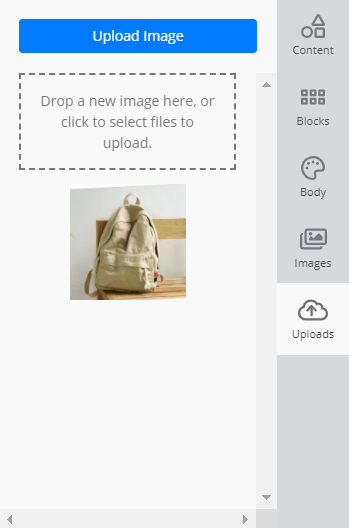 Upload Image
Drop a new image here, or
click to select files to
upload.
Content
Blocks
Body
Images
Uploads